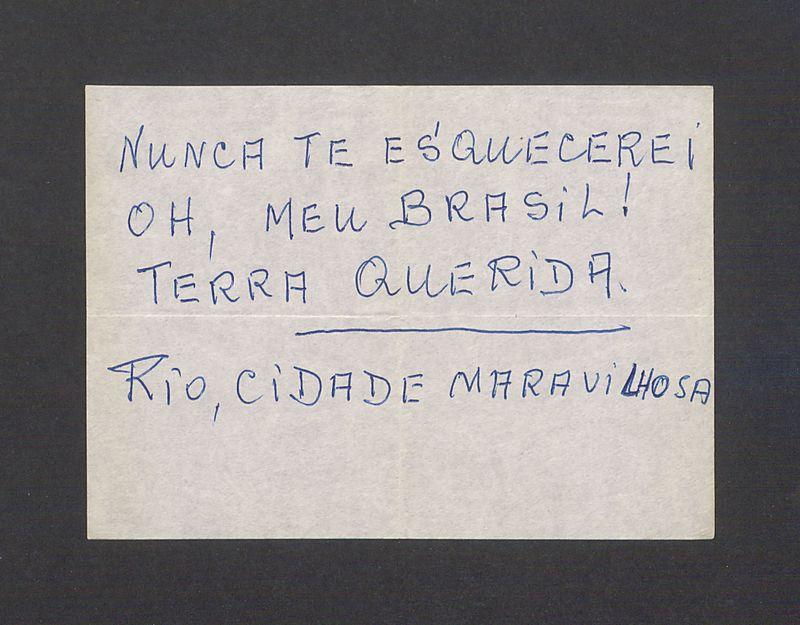 NUNCA TE ESQUECEREI
OH, MEU BRASIL!
TERRA QUERIDA.
RIO, CIDADE MARAVILHOSA